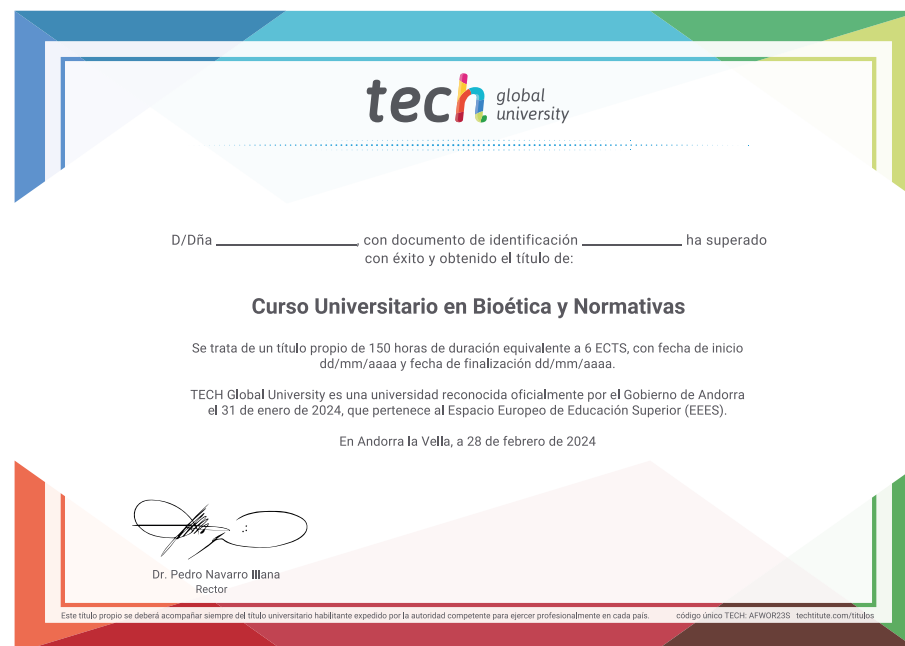 tech global university
D/Dña ______________, con documento de identificación __________ ha superado
con éxito y obtenido el título de:
Curso Universitario en Bioética y Normativas
Se trata de un título propio de 150 horas de duración equivalente a 6 ECTS, con fecha de inicio
dd/mm/aaaa y fecha de finalización dd/mm/aaaa.
TECH Global University es una universidad reconocida oficialmente por el Gobierno de Andorra
el 31 de enero de 2024, que pertenece al Espacio Europeo de Educación Superior (EEES).
En Andorra la Vella, a 28 de febrero de 2024
Dr. Pedro Navarro Illana
Rector
Este título propio se deberá acompañar siempre del título universitario habilitante expedido por la autoridad competente para ejercer profesionalmente en cada país. código único TECH: AFWOR23S techtitute.com/titulos